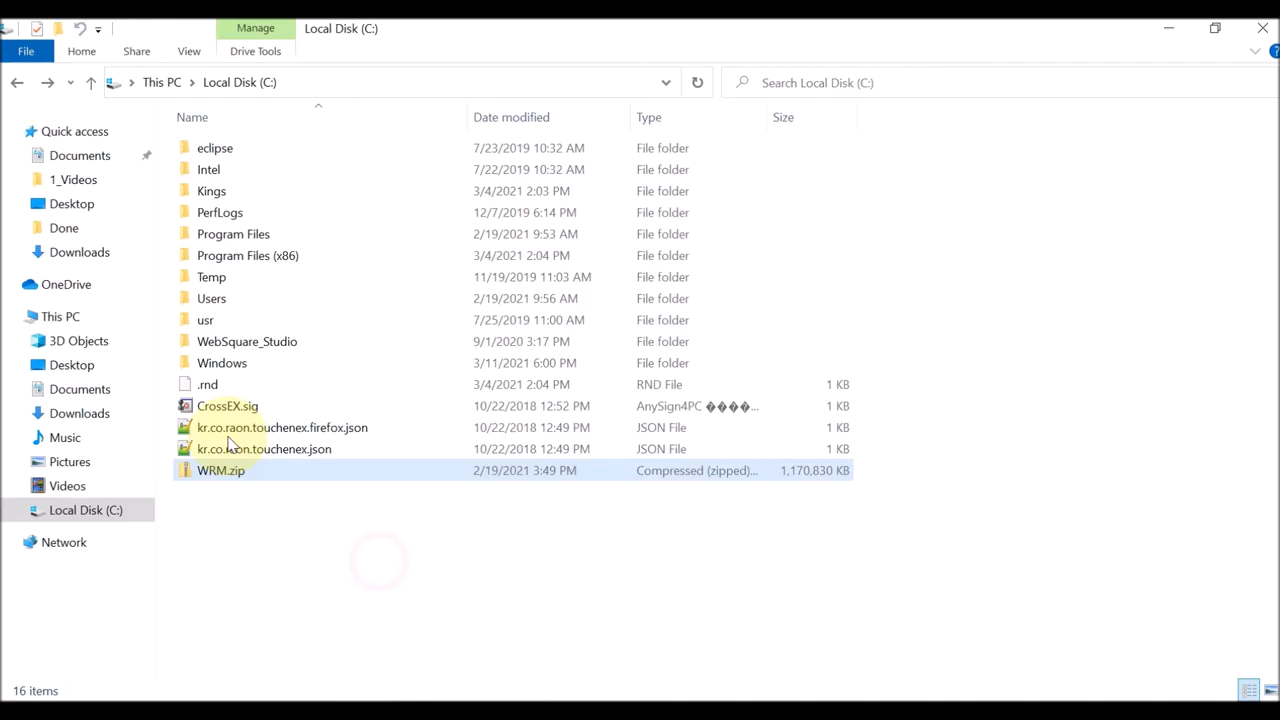 Manage
Local Disk (C:)
File
Home
Share
View
Drive Tools
This PC
Local Disk (C:)
Search Local Disk (C:)
Name
Date modified
Type
Size
Quick access
Documents
1_Videos
Desktop
Done
Downloads
OneDrive
This PC
3D Objects
Desktop
Documents
Downloads
Music
Pictures
Videos
Local Disk (C:)
Network
eclipse 7/23/2019 10:32 AM File folder
Intel 7/22/2019 10:32 AM File folder
Kings 3/4/2021 2:03 PM File folder
PerfLogs 12/7/2019 6:14 PM File folder
Program Files 2/19/2021 9:53 AM File folder
Program Files (x86) 3/4/2021 2:04 PM File folder
Temp 11/19/2019 11:03 AM File folder
Users 2/19/2021 9:56 AM File folder
usr 7/25/2019 11:00 AM File folder
WebSquare_Studio 9/1/2020 3:17 PM File folder
Windows 3/11/2021 6:00 PM File folder
.rnd 3/4/2021 2:04 PM RND File 1 KB
CrossEX.sig 10/22/2018 12:52 PM AnySign4PC ����... 1 KB
kr.co.raon.touchenex.firefox.json 10/22/2018 12:49 PM JSON File 1 KB
kr.co.raon.touchenex.json 10/22/2018 12:49 PM JSON File 1 KB
WRM.zip 2/19/2021 3:49 PM Compressed (zipped)... 1,170,830 KB
16 items